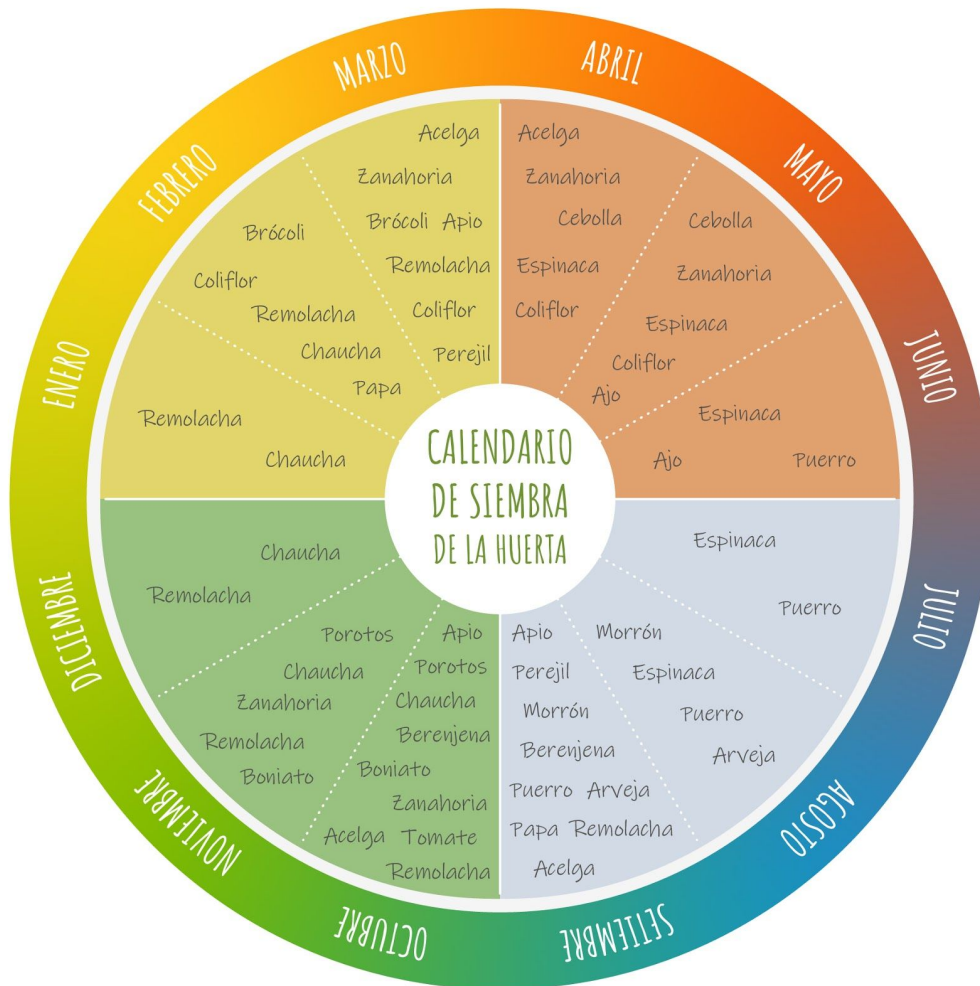 CALENDARIO
DE SIEMBRA
DE LA HUERTA
ENERO
Remolacha
Chaucha
FEBRERO
Brócoli
Coliflor
Remolacha
Chaucha
Papa
MARZO
Acelga
Zanahoria
Brócoli Apio
Remolacha
Coliflor
Perejil
ABRIL
Acelga
Zanahoria
Cebolla
Espinaca
Coliflor
MAYO
Cebolla
Zanahoria
Espinaca
Coliflor
Ajo
JUNIO
Espinaca
Ajo Puerro
JULIO
Espinaca
Puerro
AGOSTO
Morrón
Espinaca
Puerro
Arveja
SETIEMBRE
Apio
Perejil
Morrón
Berenjena
Puerro Arveja
Papa Remolacha
Acelga
OCTUBRE
Apio
Porotos
Chaucha
Berenjena
Boniato
Zanahoria
Acelga Tomate
Remolacha
NOVIEMBRE
Porotos
Chaucha
Zanahoria
Remolacha
Boniato
DICIEMBRE
Chaucha
Remolacha